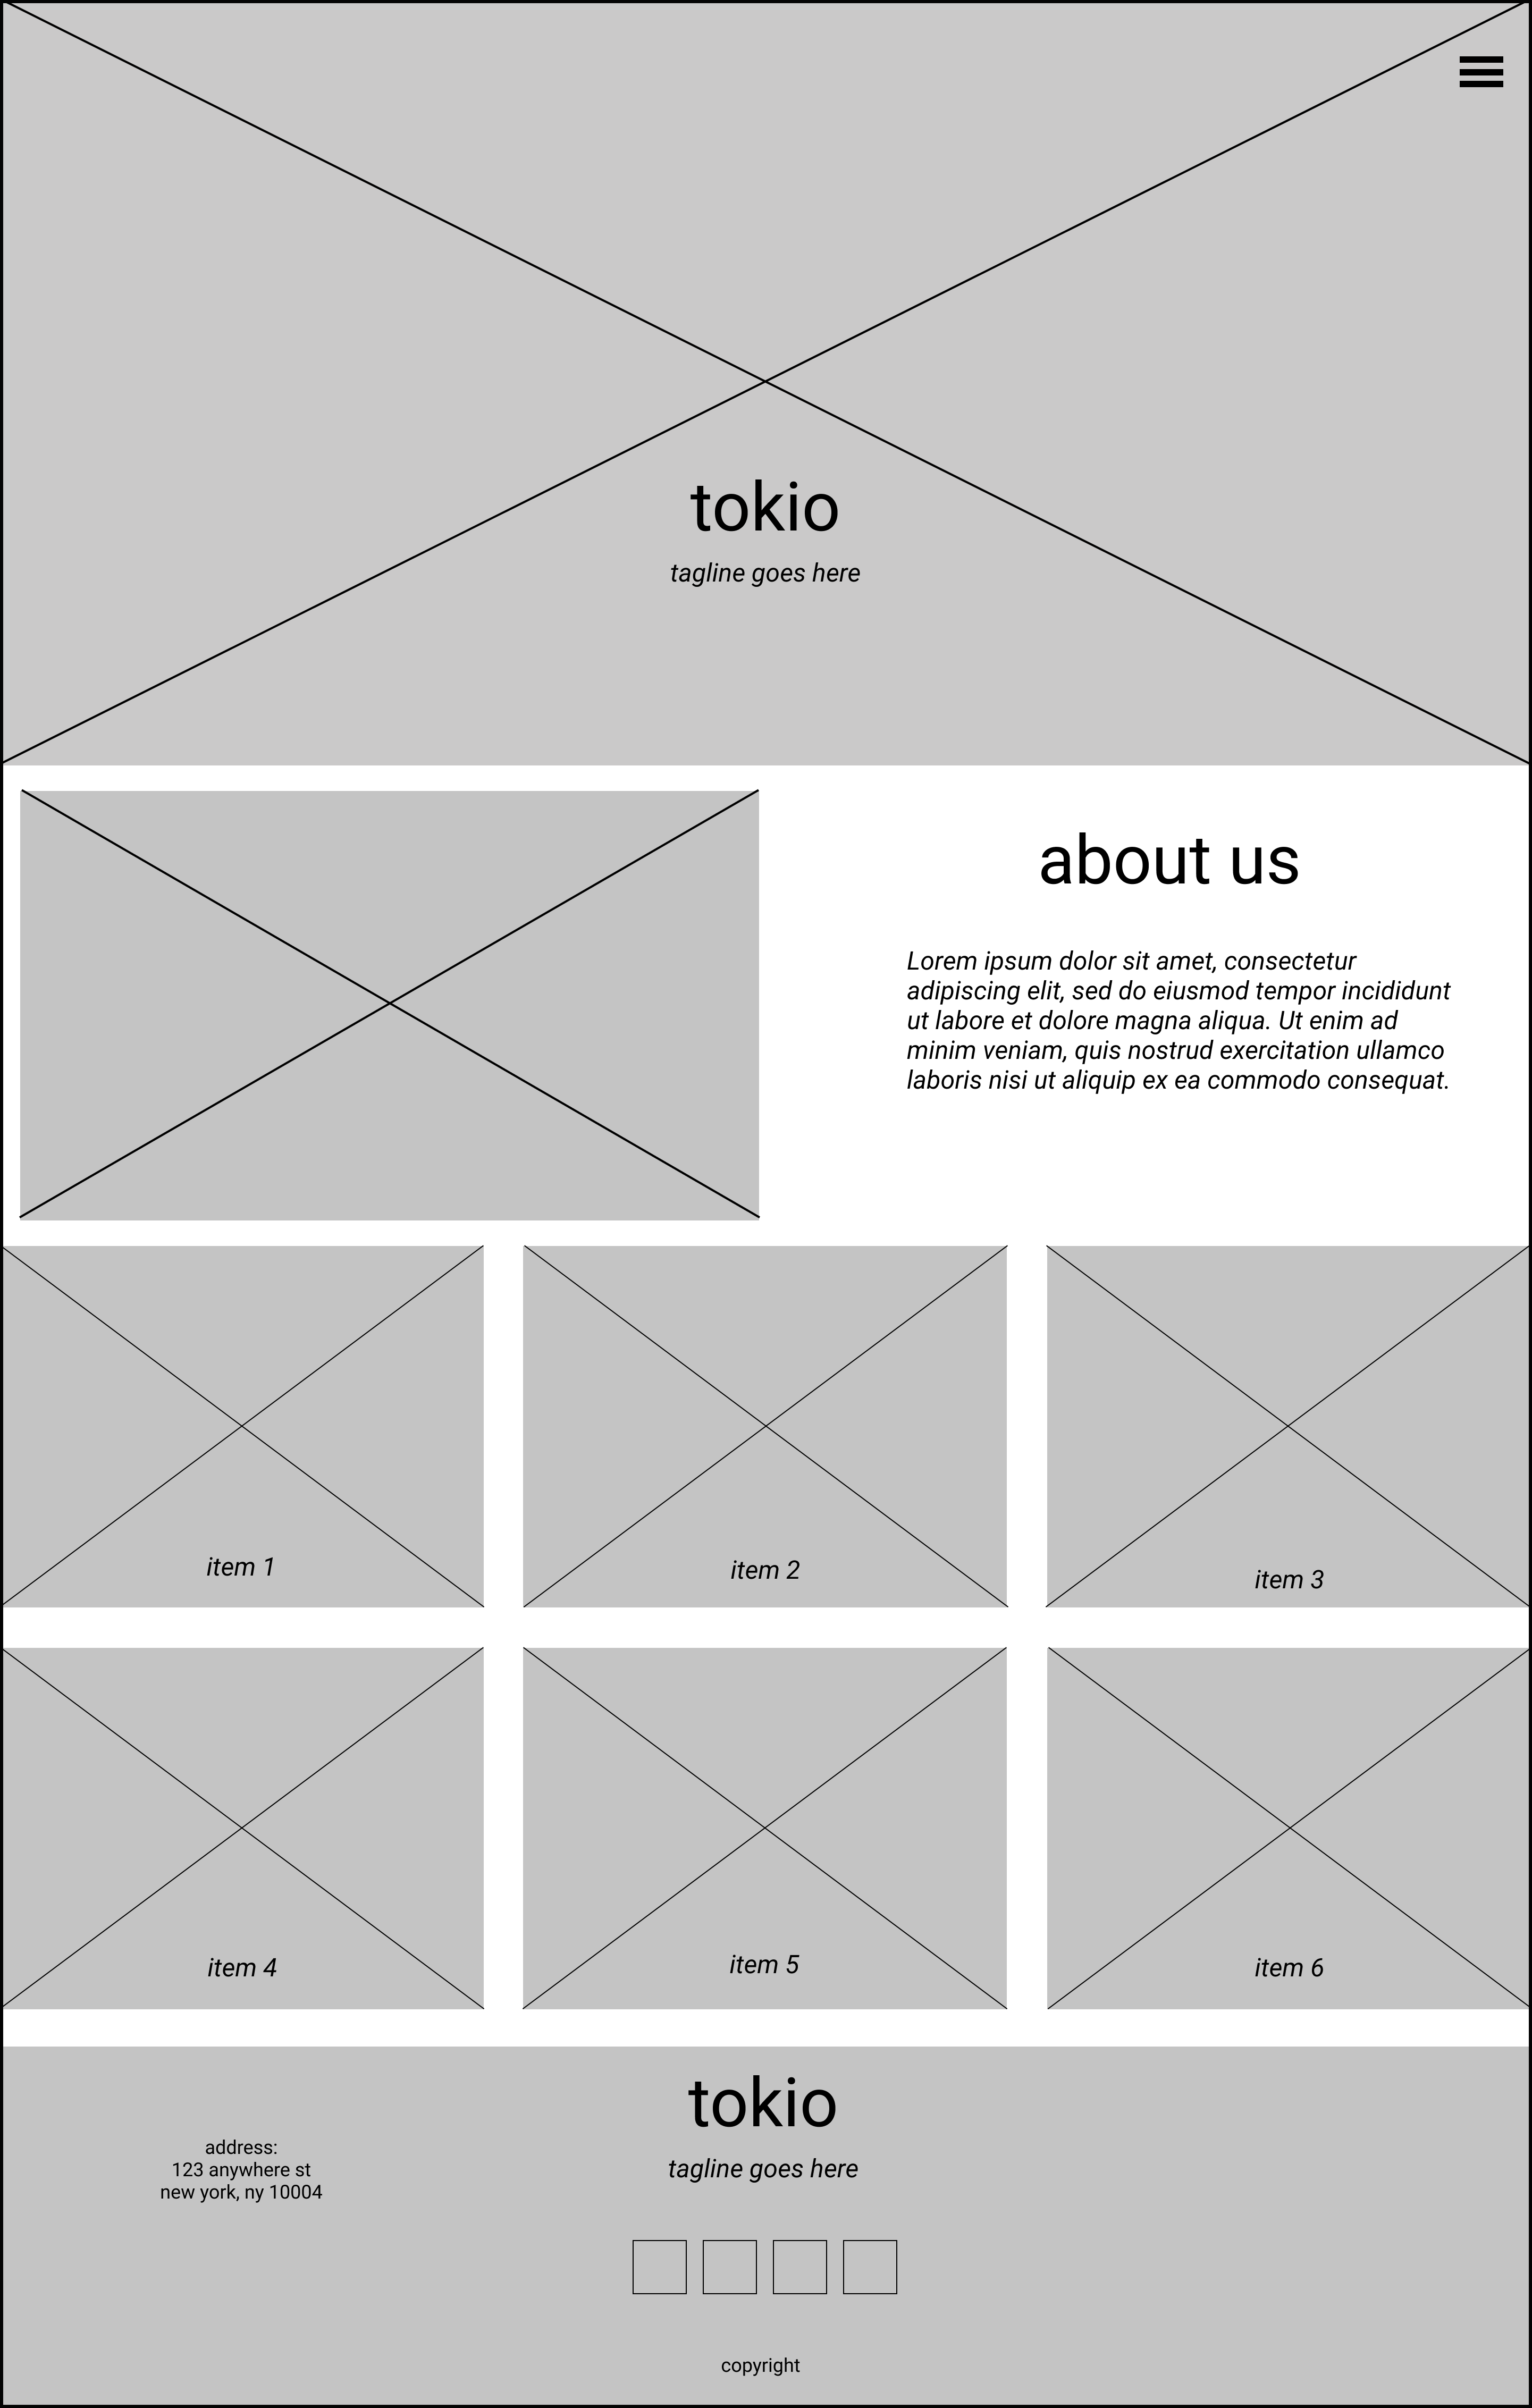 tokio
tagline goes here
about us
Lorem ipsum dolor sit amet, consectetur
adipiscing elit, sed do eiusmod tempor incididunt
ut labore et dolore magna aliqua. Ut enim ad
minim veniam, quis nostrud exercitation ullamco
laboris nisi ut aliquip ex ea commodo consequat.
item 1
item 2
item 3
item 4
item 5
item 6
tokio
tagline goes here
address:
123 anywhere st
new york, ny 10004
copyright